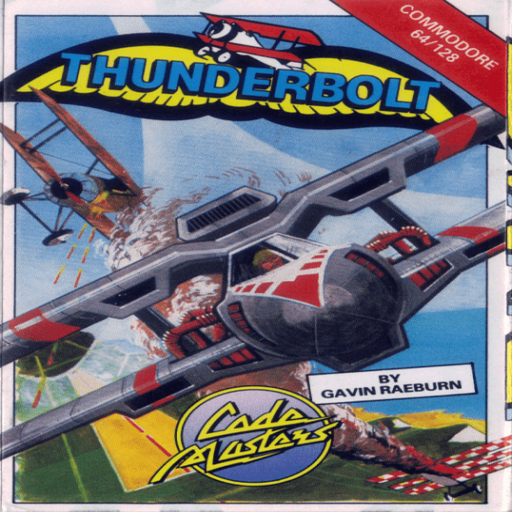 COMMODORE
64/128
THUNDERBOLT
BY
GAVIN RAEBURN
Code
Masters